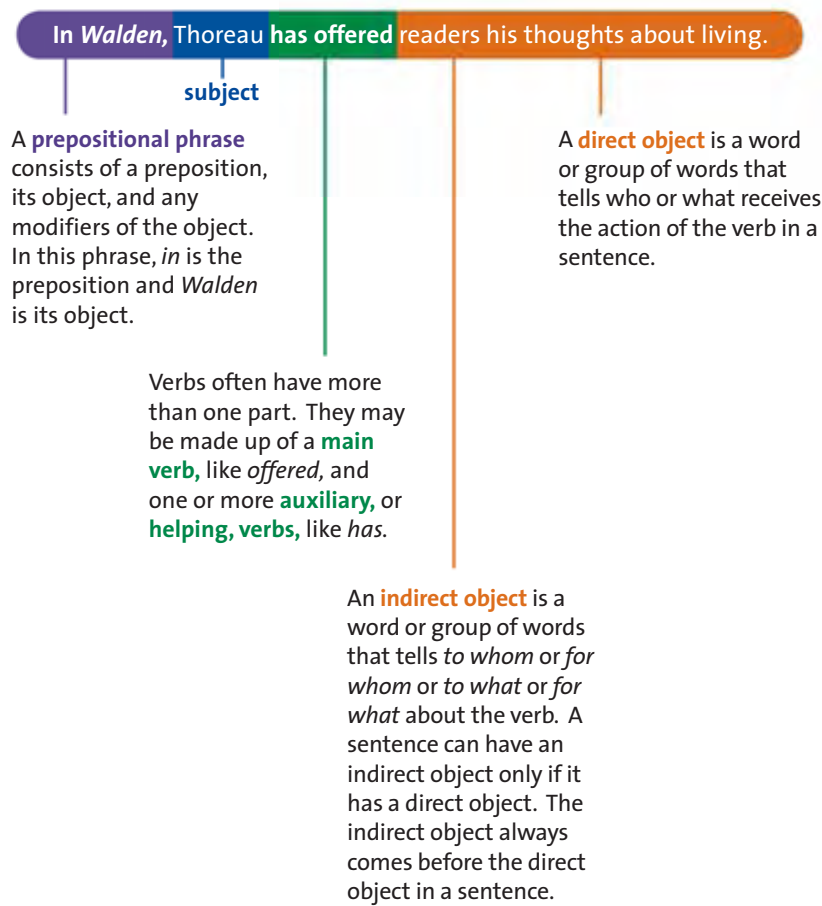 In Walden, Thoreau has offered readers his thoughts about living.
subject
A prepositional phrase
consists of a preposition,
its object, and any
modifiers of the object.
In this phrase, in is the
preposition and Walden
is its object.
A direct object is a word
or group of words that
tells who or what receives
the action of the verb in a
sentence.
Verbs often have more
than one part. They may
be made up of a main
verb, like offered, and
one or more auxiliary, or
helping, verbs, like has.
An indirect object is a
word or group of words
that tells to whom or for
whom or to what or for
what about the verb. A
sentence can have an
indirect object only if it
has a direct object. The
indirect object always
comes before the direct
object in a sentence.